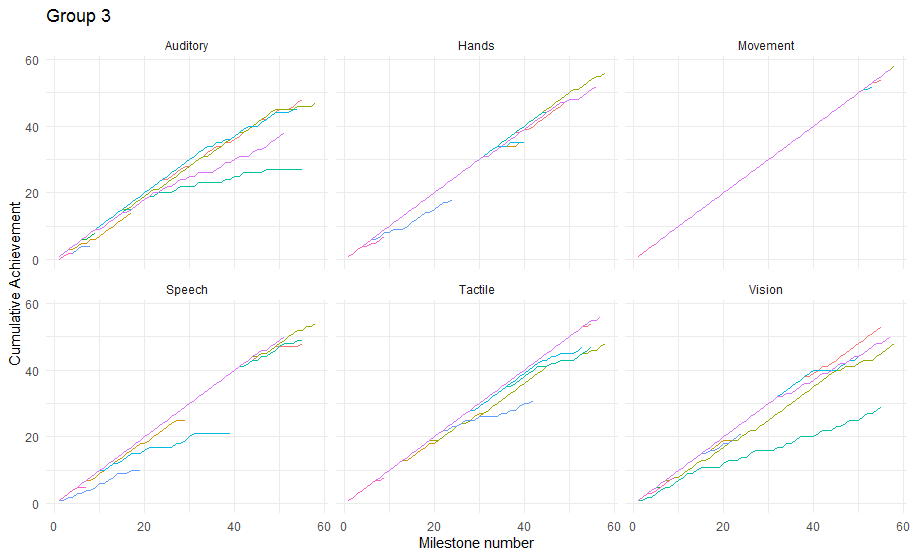 Group 3
Auditory
Hands
Movement
60
40
20
0
Speech
Tactile
Vision
60
40
20
0
0 20 40 60 0 20 40 60 0 20 40 60
Milestone number
Cumulative Achievement